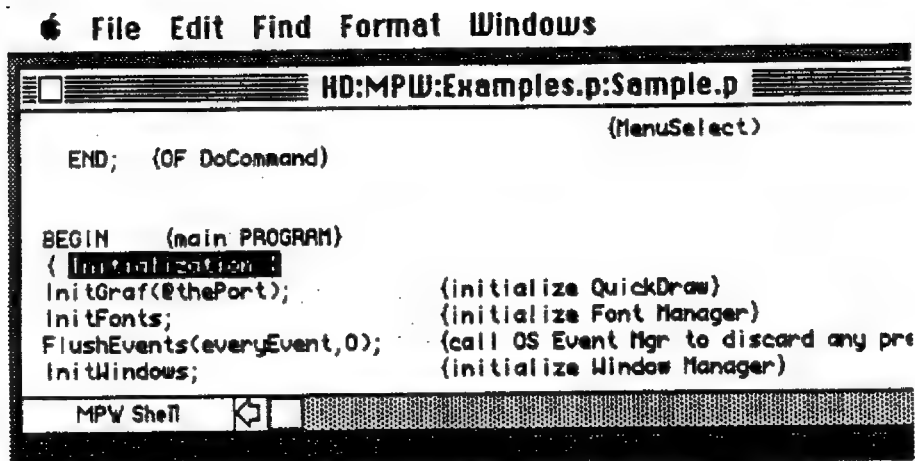 File Edit Find Format Windows
HD:MPW:Examples.p:Sample.p
{MenuSelect}
END; {OF DoCommand}
BEGIN {main PROGRAM}
{ Initialization }
InitGraf(@thePort); {initialize QuickDraw}
InitFonts; {initialize Font Manager}
FlushEvents(everyEvent,0); {call OS Event Mgr to discard any pre
InitWindows; {initialize Window Manager}
MPW Shell